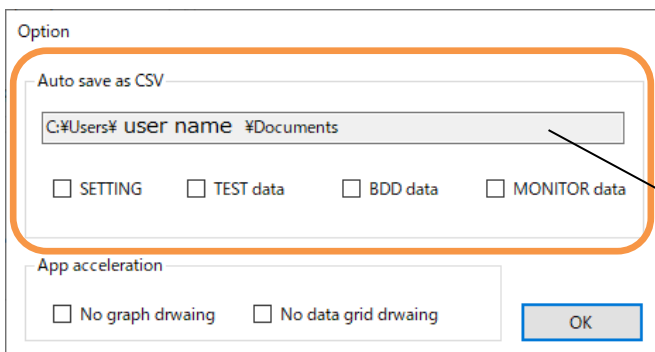 Option
Auto save as CSV
C:¥Users¥ user name ¥Documents
SETTING TEST data BDD data MONITOR data
App acceleration
No graph drwaing No data grid drwaing
OK